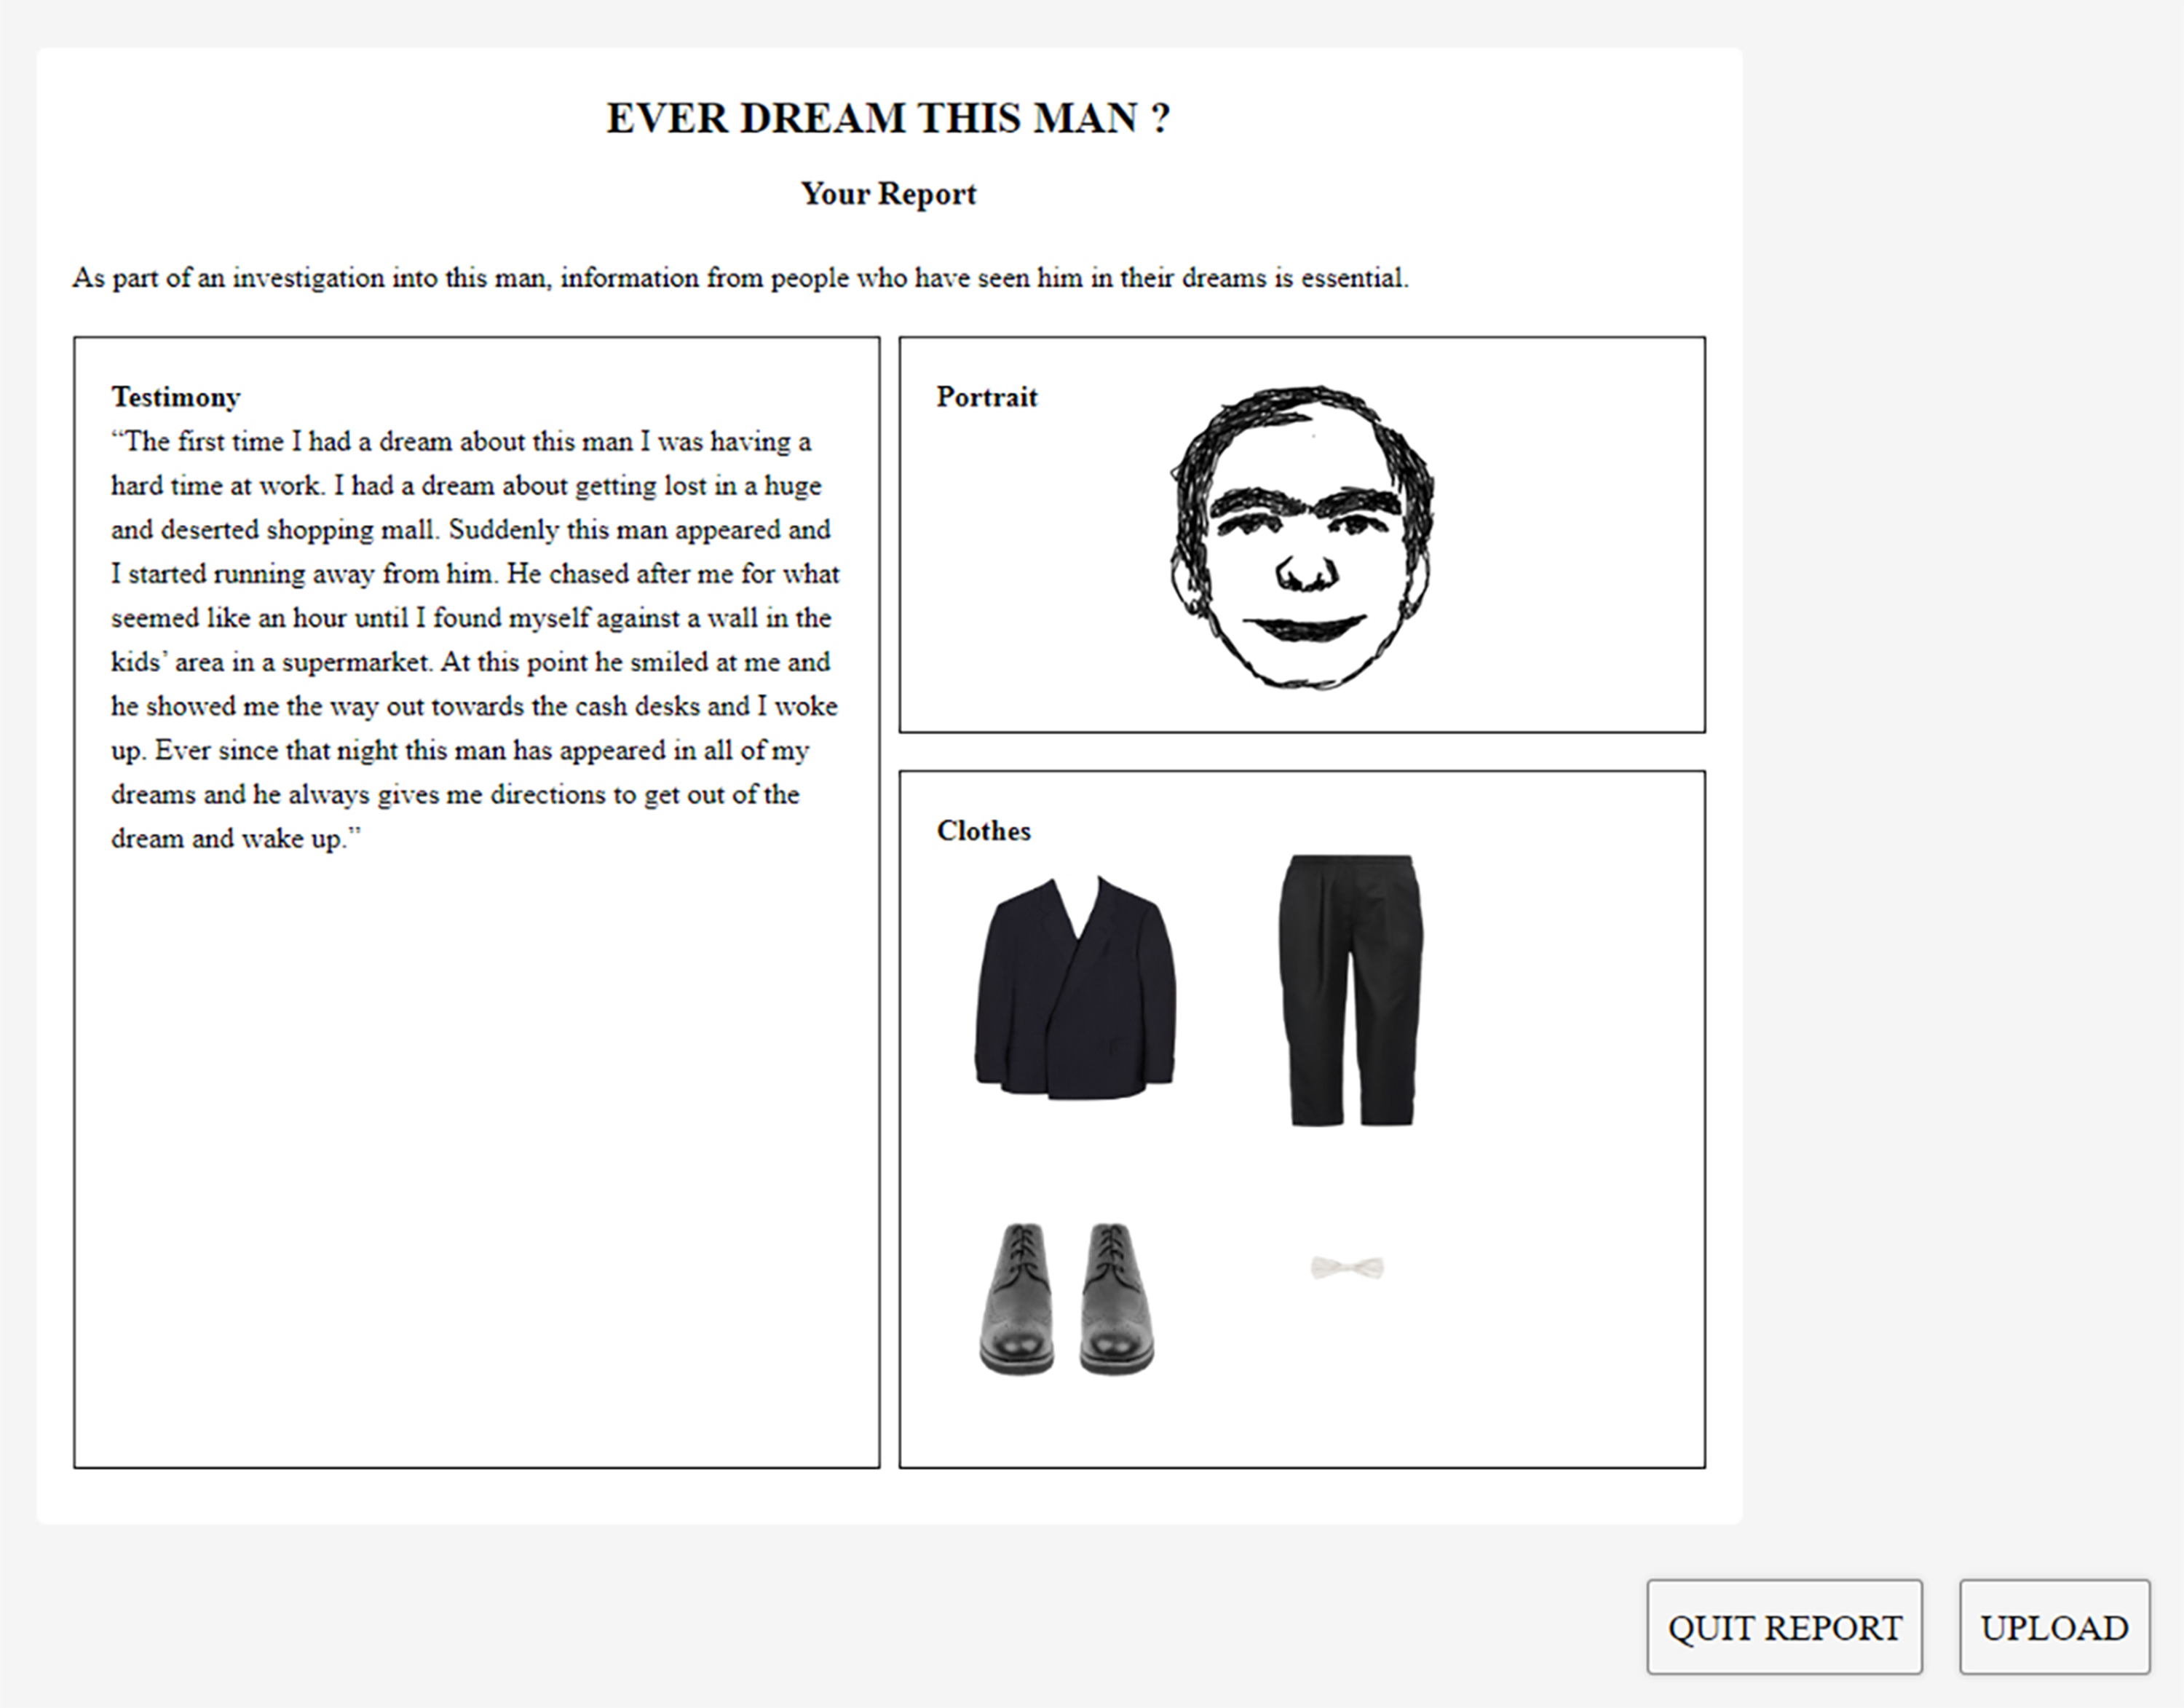 EVER DREAM THIS MAN ?
Your Report
As part of an investigation into this man, information from people who have seen him in their dreams is essential.
Testimony
“The first time I had a dream about this man I was having a
hard time at work. I had a dream about getting lost in a huge
and deserted shopping mall. Suddenly this man appeared and
I started running away from him. He chased after me for what
seemed like an hour until I found myself against a wall in the
kids’ area in a supermarket. At this point he smiled at me and
he showed me the way out towards the cash desks and I woke
up. Ever since that night this man has appeared in all of my
dreams and he always gives me directions to get out of the
dream and wake up.”
Portrait
Clothes
QUIT REPORT
UPLOAD